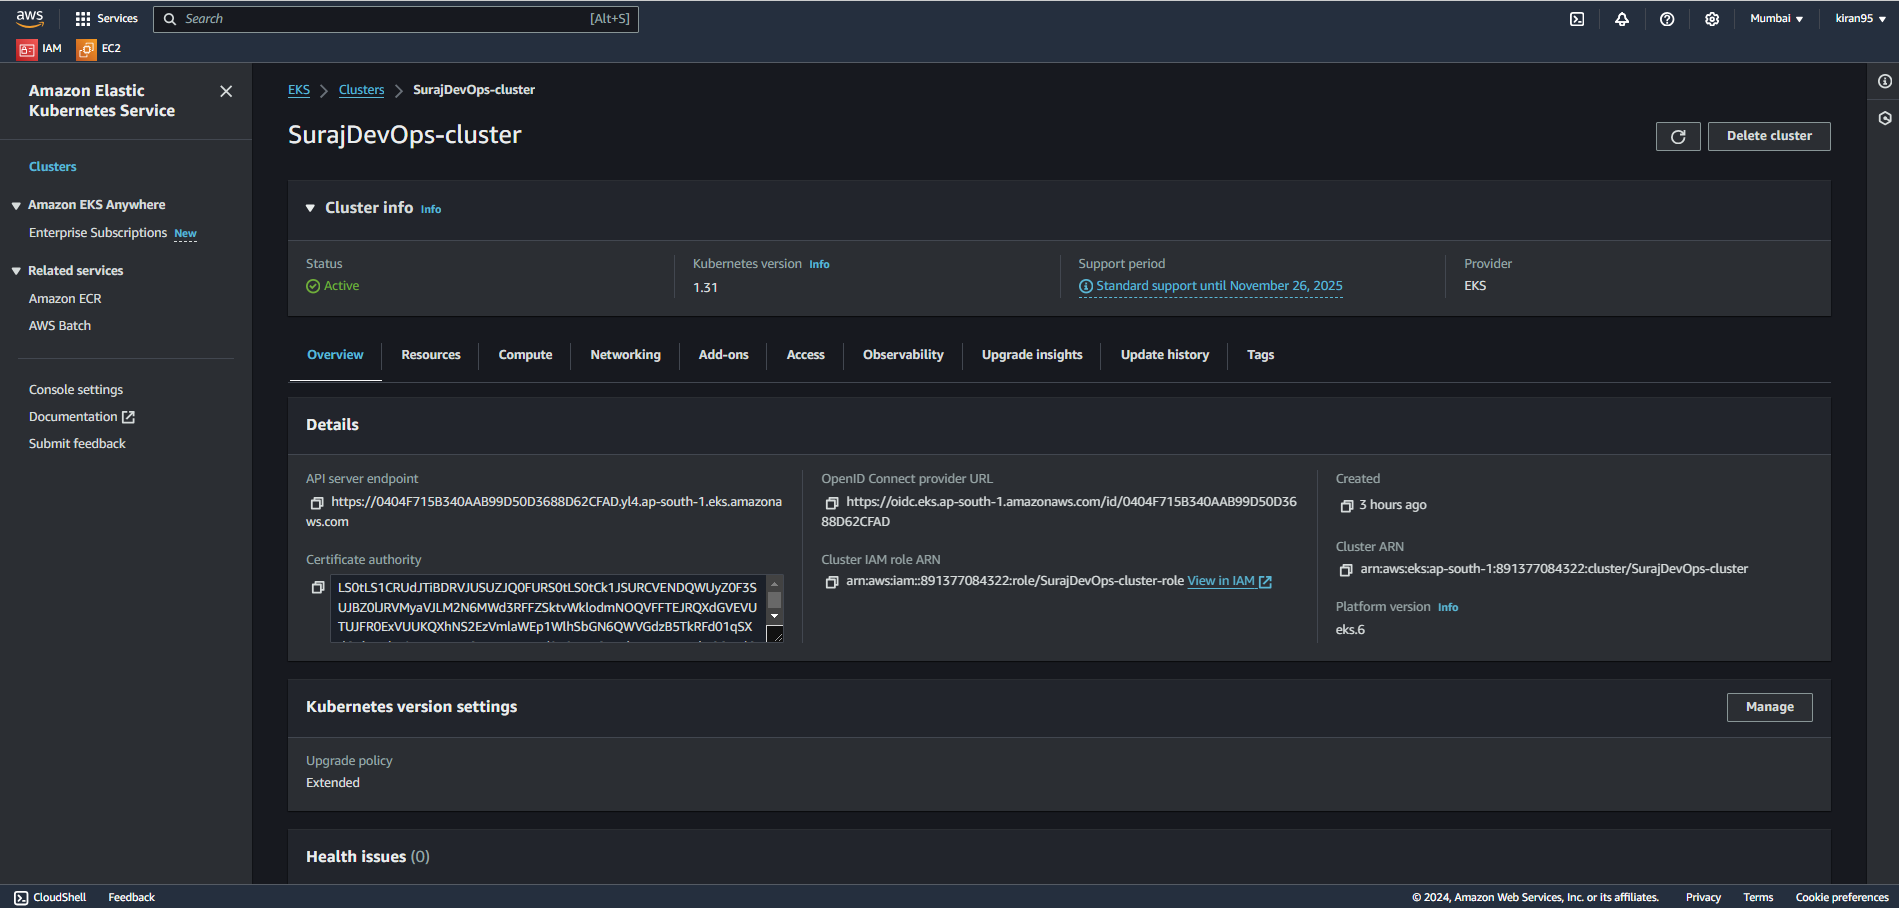 aws
Services
Search [Alt+S]
Mumbai
kiran95
IAM
EC2
Amazon Elastic
Kubernetes Service
Clusters
Amazon EKS Anywhere
Enterprise Subscriptions New
Related services
Amazon ECR
AWS Batch
Console settings
Documentation
Submit feedback
EKS
Clusters
SurajDevOps-cluster
SurajDevOps-cluster
Delete cluster
Cluster info Info
Status
Active
Kubernetes version Info
1.31
Support period
Standard support until November 26, 2025
Provider
EKS
Overview
Resources
Compute
Networking
Add-ons
Access
Observability
Upgrade insights
Update history
Tags
Details
API server endpoint
https://0404F715B340AAB99D50D3688D62CFAD.yl4.ap-south-1.eks.amazona
ws.com
Certificate authority
LS0tLS1CRUdJTiBDRVJUSUZJQ0FURS0tLS0tCk1JSURCVENDQWUyZ0F3S
TUJFR0ExVUUKQXhNS2EzVmlaWEp1WlhSbGN6QWVGdzB5TkRFd01qSX
OpenID Connect provider URL
https://oidc.eks.ap-south-1.amazonaws.com/id/0404F715B340AAB99D50D36
88D62CFAD
Cluster IAM role ARN
arn:aws:iam::891377084322:role/SurajDevOps-cluster-role View in IAM
Created
3 hours ago
Cluster ARN
arn:aws:eks:ap-south-1:891377084322:cluster/SurajDevOps-cluster
Platform version Info
eks.6
Kubernetes version settings
Manage
Upgrade policy
Extended
Health issues (0)
CloudShell
Feedback
© 2024, Amazon Web Services, Inc. or its affiliates.
Privacy
Terms
Cookie preferences